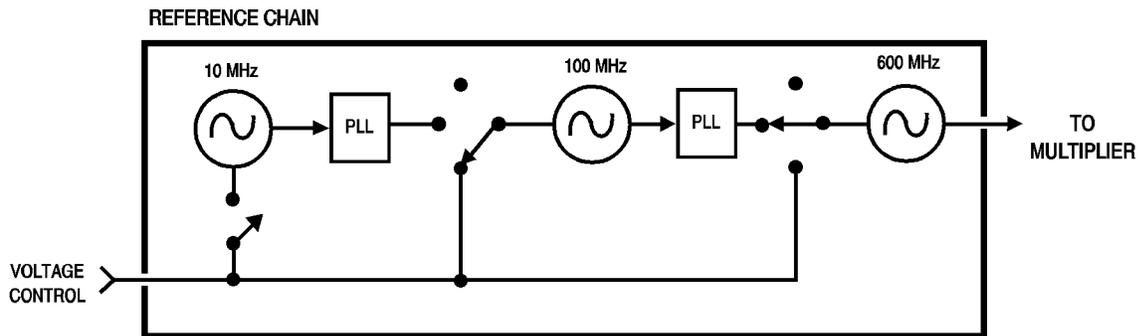 REFERENCE CHAIN
10 MHz
100 MHz
600 MHz
PLL
PLL
TO
MULTIPLIER
VOLTAGE
CONTROL